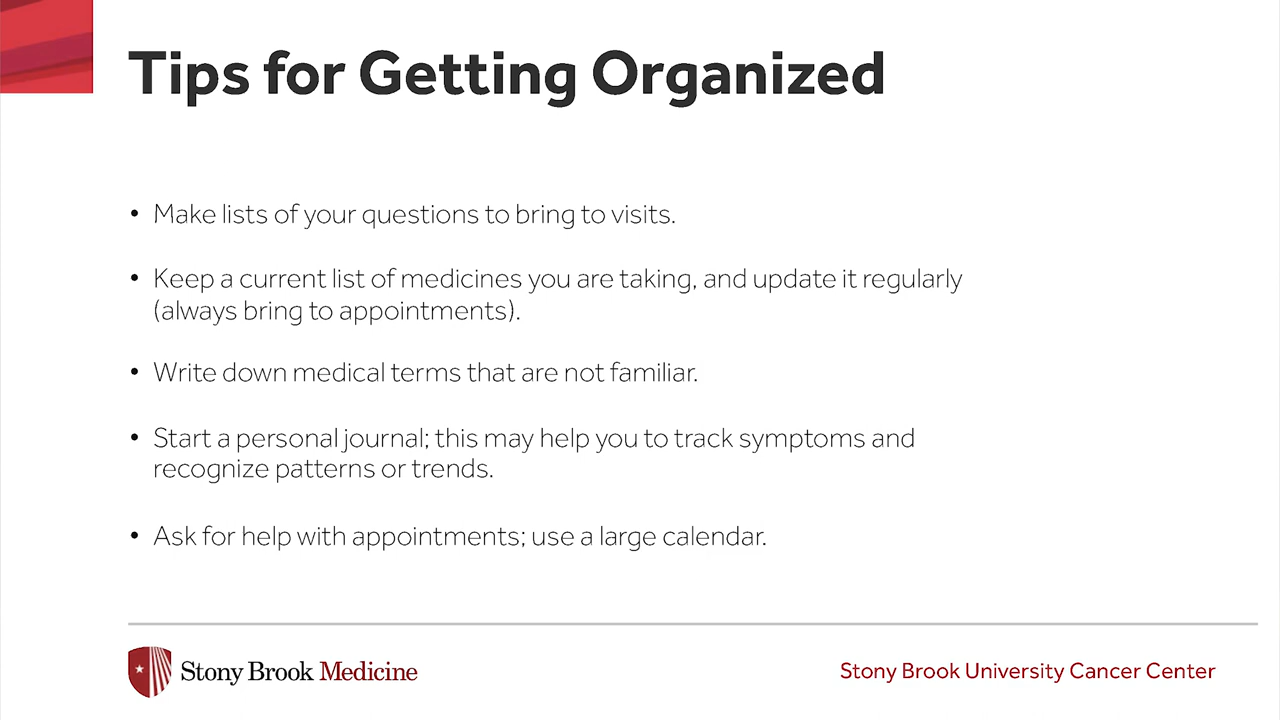 Tips for Getting Organized
• Make lists of your questions to bring to visits.
• Keep a current list of medicines you are taking, and update it regularly
(always bring to appointments).
• Write down medical terms that are not familiar.
• Start a personal journal; this may help you to track symptoms and
recognize patterns or trends.
• Ask for help with appointments; use a large calendar.
Stony Brook Medicine
Stony Brook University Cancer Center